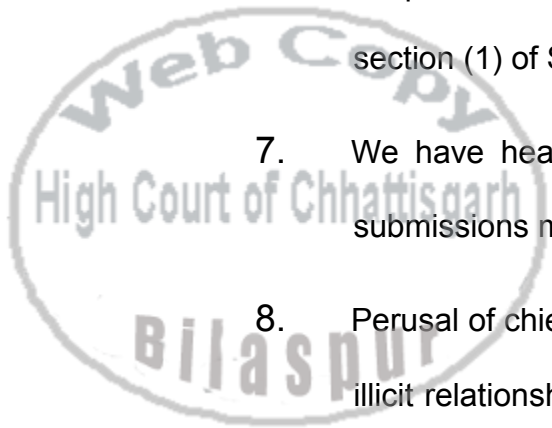 section (1) of S
Web Copy
7. We have hea
High Court of Chhattisgarh
submissions m
8. Perusal of chie
Bilaspur
illicit relationsh